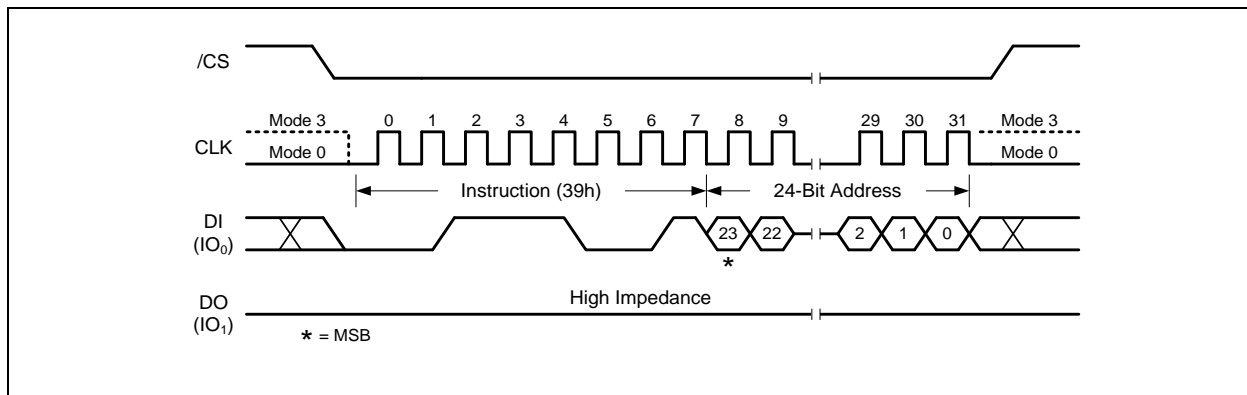 /CS
Mode 3
0 1 2 3 4 5 6 7 8 9 29 30 31
Mode 3
CLK
Mode 0
Mode 0
Instruction (39h)
24-Bit Address
DI
(IO₀)
23 22 2 1 0
*
High Impedance
DO
(IO₁)
* = MSB